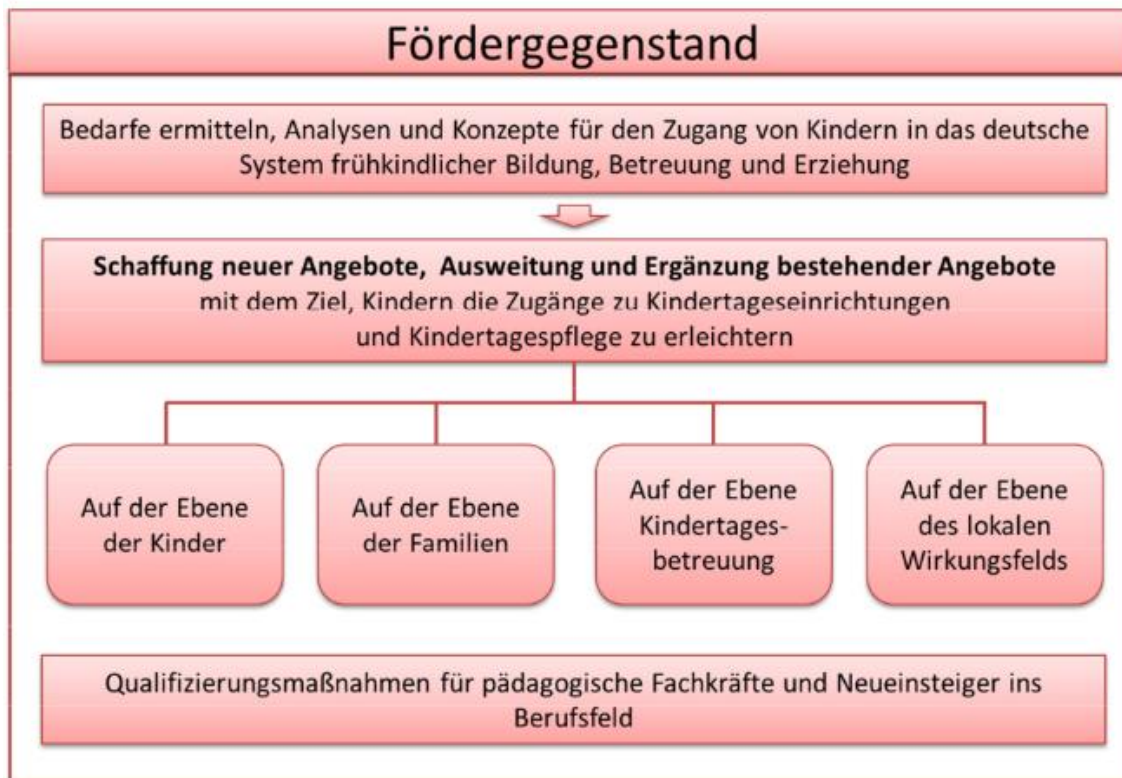 Fördergegenstand
Bedarfe ermitteln, Analysen und Konzepte für den Zugang von Kindern in das deutsche
System frühkindlicher Bildung, Betreuung und Erziehung
Schaffung neuer Angebote, Ausweitung und Ergänzung bestehender Angebote
mit dem Ziel, Kindern die Zugänge zu Kindertageseinrichtungen
und Kindertagespflege zu erleichtern
Auf der Ebene
der Kinder
Auf der Ebene
der Familien
Auf der Ebene
Kindertages-
betreuung
Auf der Ebene
des lokalen
Wirkungsfelds
Qualifizierungsmaßnahmen für pädagogische Fachkräfte und Neueinsteiger ins
Berufsfeld